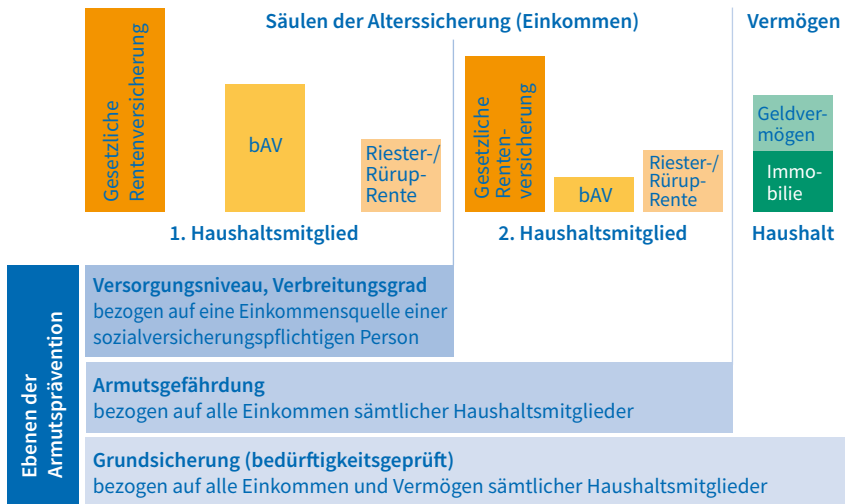 Säulen der Alterssicherung (Einkommen)
Vermögen
Gesetzliche
Rentenversicherung
bAV
Riester-/
Rürup-
Rente
Gesetzliche
Renten-
versicherung
bAV
Riester-/
Rürup-
Rente
Geldver-
mögen
Immo-
bilie
1. Haushaltsmitglied
2. Haushaltsmitglied
Haushalt
Ebenen der
Armutsprävention
Versorgungsniveau, Verbreitungsgrad
bezogen auf eine Einkommensquelle einer
sozialversicherungspflichtigen Person
Armutsgefährdung
bezogen auf alle Einkommen sämtlicher Haushaltsmitglieder
Grundsicherung (bedürftigkeitsgeprüft)
bezogen auf alle Einkommen und Vermögen sämtlicher Haushaltsmitglieder